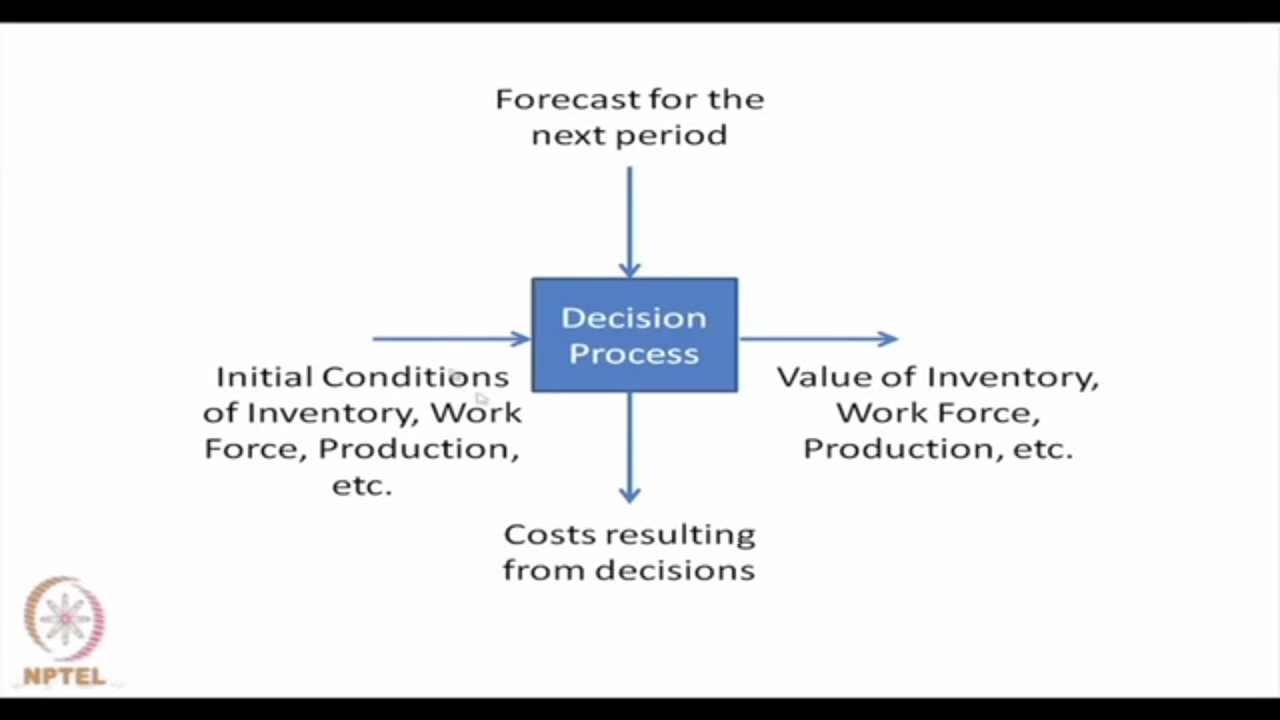 Forecast for the
next period
Decision
Process
Initial Conditions
of Inventory, Work
Force, Production,
etc.
Value of Inventory,
Work Force,
Production, etc.
Costs resulting
from decisions
NPTEL